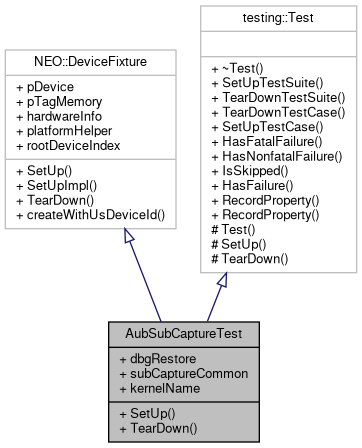 NEO::DeviceFixture
+ pDevice
+ pTagMemory
+ hardwareInfo
+ platformHelper
+ rootDeviceIndex
+ SetUp()
+ SetUpImpl()
+ TearDown()
+ createWithUsDeviceId()
testing::Test
+ ~Test()
+ SetUpTestSuite()
+ TearDownTestSuite()
+ TearDownTestCase()
+ SetUpTestCase()
+ HasFatalFailure()
+ HasNonfatalFailure()
+ IsSkipped()
+ HasFailure()
+ RecordProperty()
+ RecordProperty()
# Test()
# SetUp()
# TearDown()
AubSubCaptureTest
+ dbgRestore
+ subCaptureCommon
+ kernelName
+ SetUp()
+ TearDown()